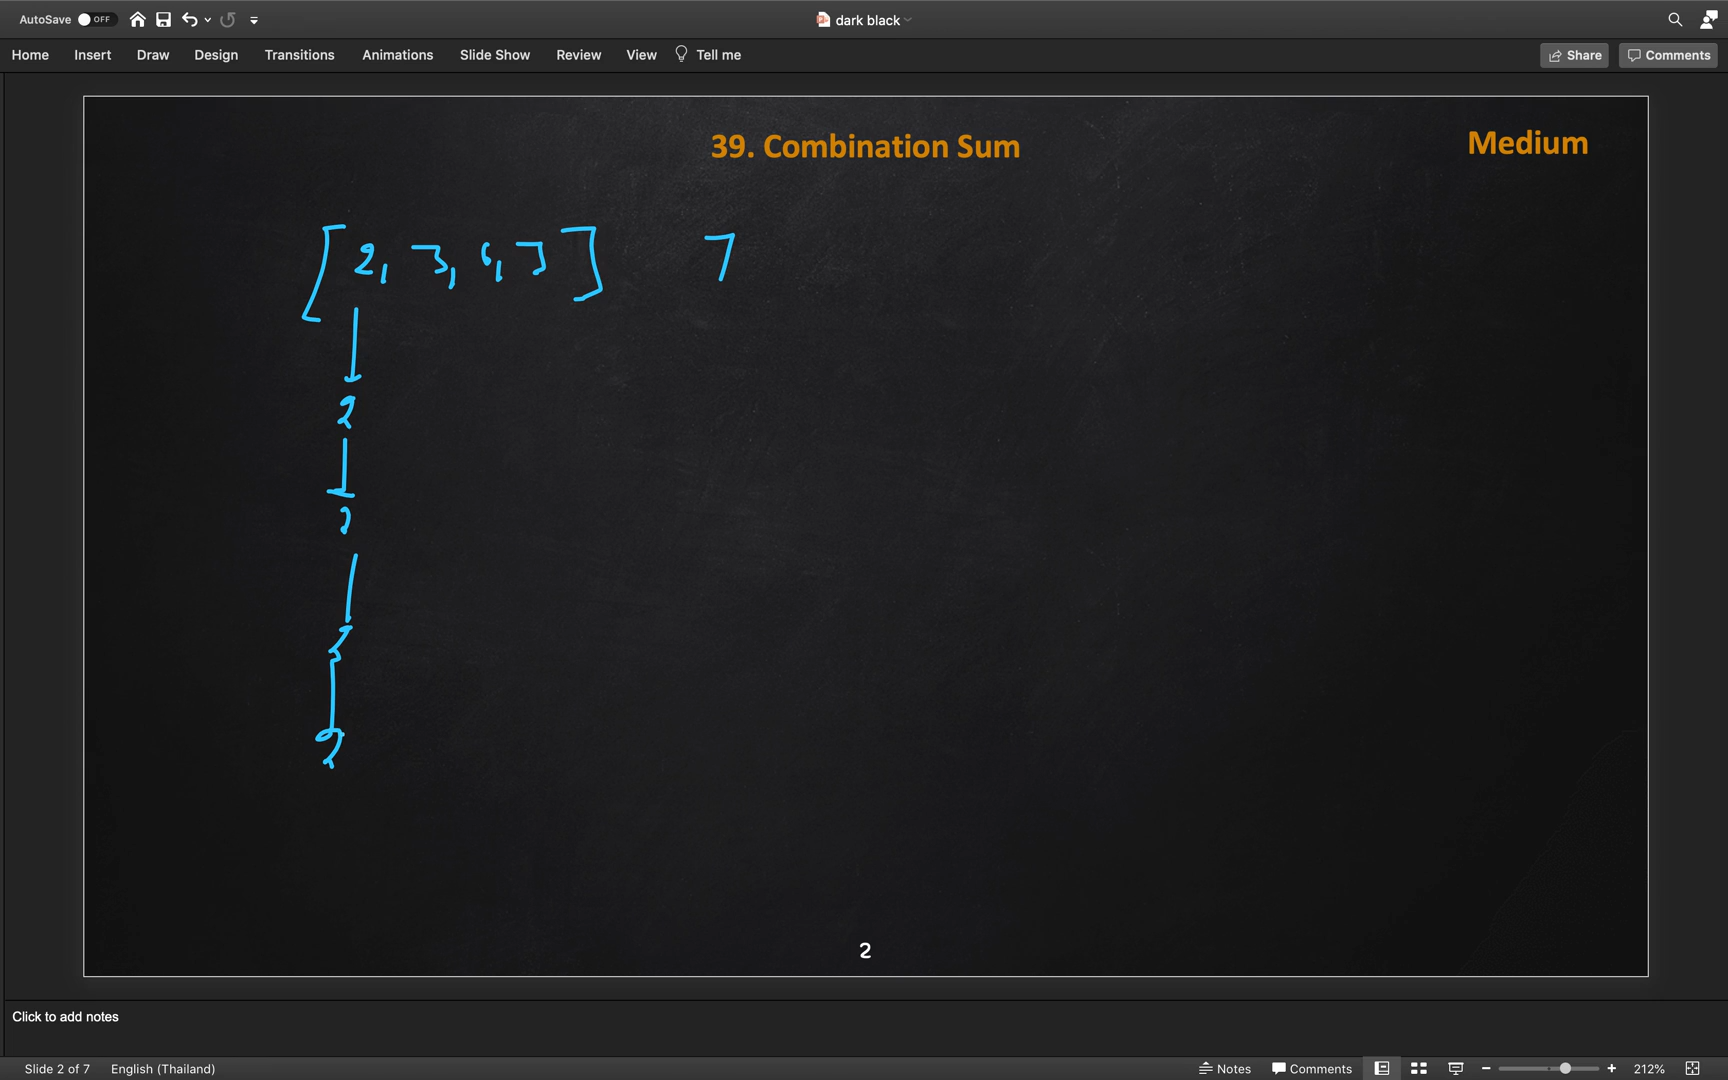 AutoSave OFF
dark black
Home Insert Draw Design Transitions Animations Slide Show Review View Tell me
Share Comments
39. Combination Sum
Medium
[2, 3, 6, 7] 7
2
2
2
2
2
Click to add notes
Slide 2 of 7 English (Thailand)
Notes Comments 212%